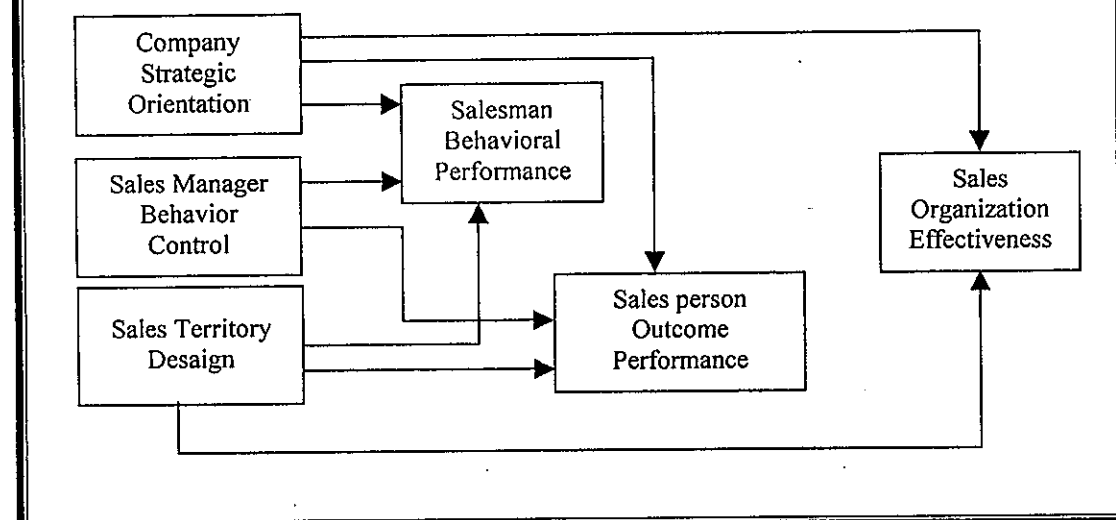 Company
Strategic
Orientation
Salesman
Behavioral
Performance
Sales Manager
Behavior
Control
Sales
Organization
Effectiveness
Sales Territory
Desaign
Sales person
Outcome
Performance